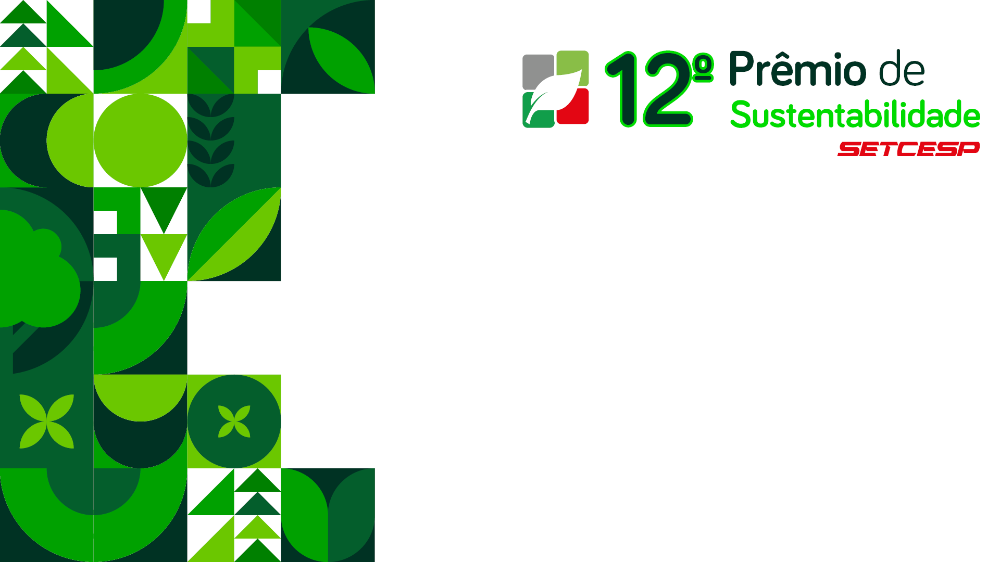 12º Prêmio de
Sustentabilidade
SETCESP